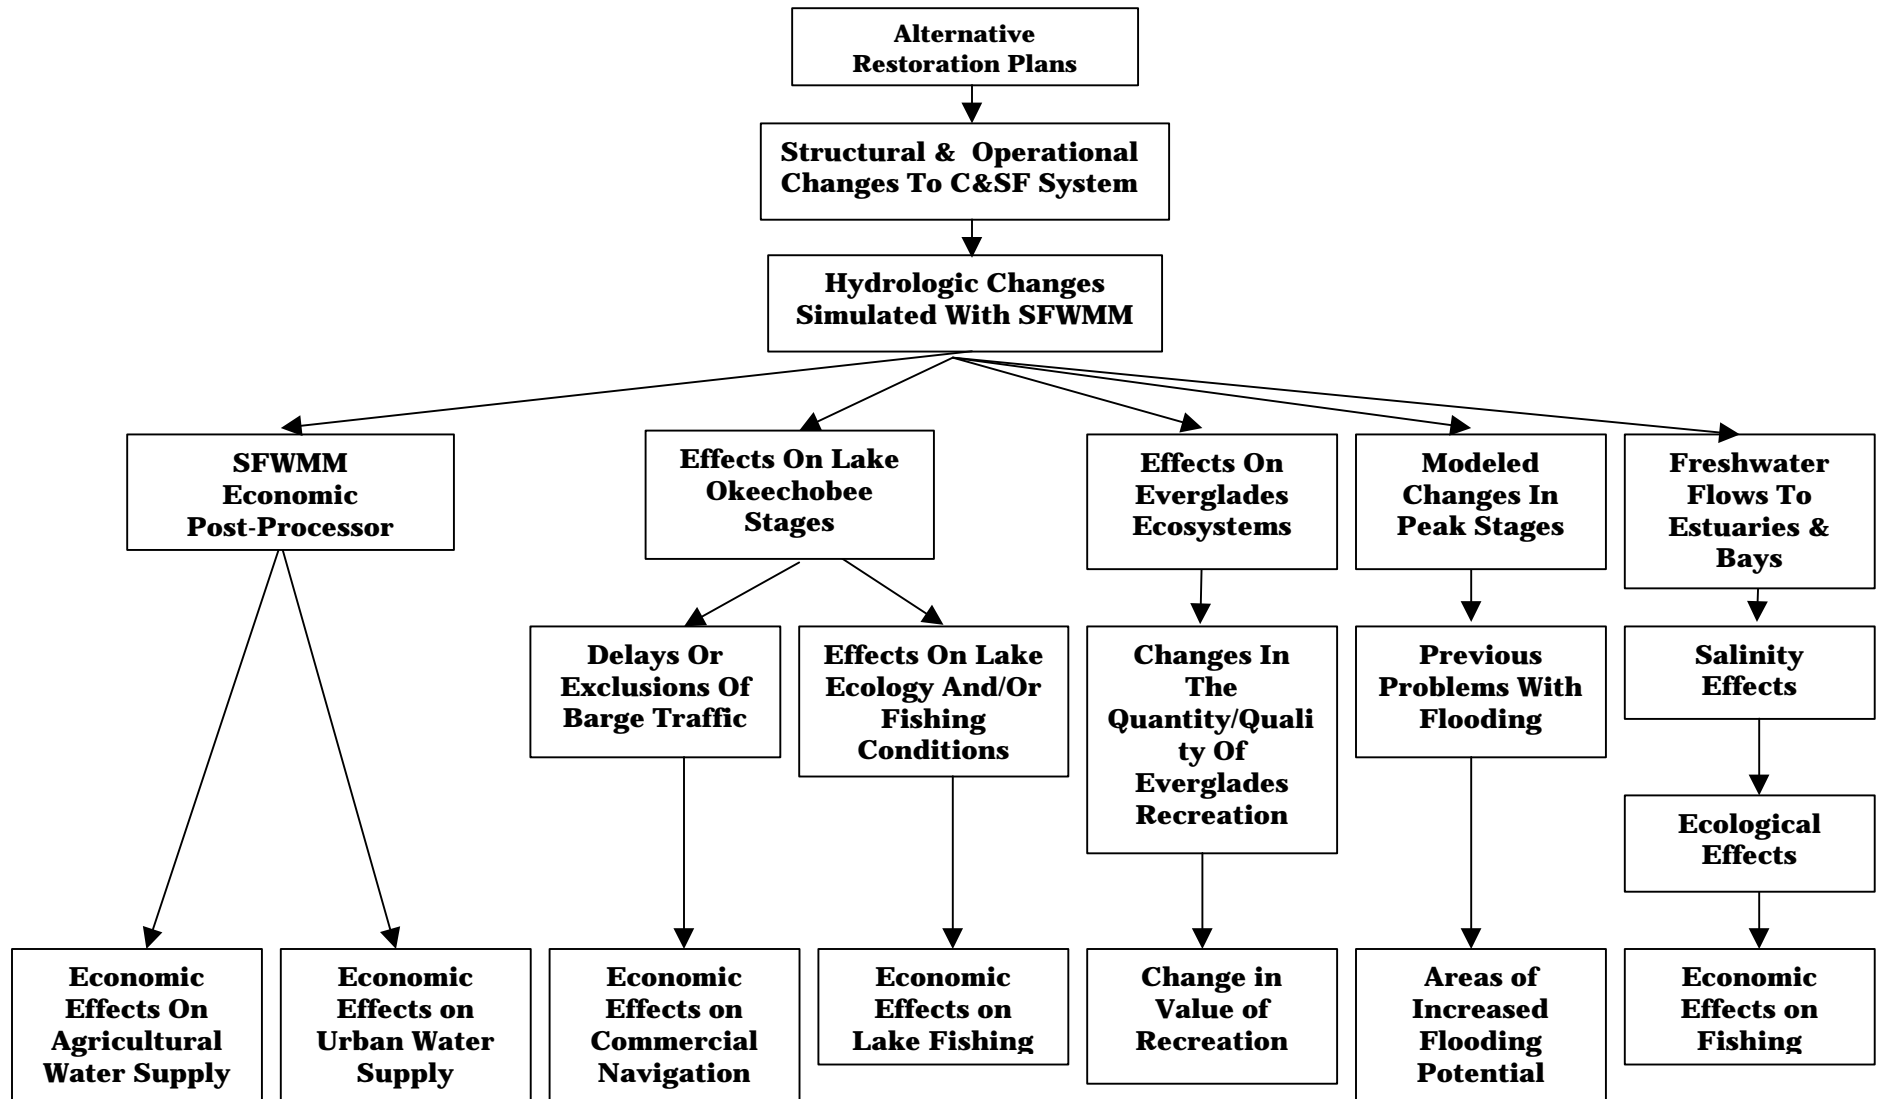 Alternative
Restoration Plans
Structural & Operational
Changes To C&SF System
Hydrologic Changes
Simulated With SFWMM
SFWMM
Economic
Post-Processor
Effects On Lake
Okeechobee
Stages
Effects On
Everglades
Ecosystems
Modeled
Changes In
Peak Stages
Freshwater
Flows To
Estuaries &
Bays
Delays Or
Exclusions Of
Barge Traffic
Effects On Lake
Ecology And/Or
Fishing
Conditions
Changes In
The
Quantity/Quali
ty Of
Everglades
Recreation
Previous
Problems With
Flooding
Salinity
Effects
Ecological
Effects
Economic
Effects On
Agricultural
Water Supply
Economic
Effects on
Urban Water
Supply
Economic
Effects on
Commercial
Navigation
Economic
Effects on
Lake Fishing
Change in
Value of
Recreation
Areas of
Increased
Flooding
Potential
Economic
Effects on
Fishing